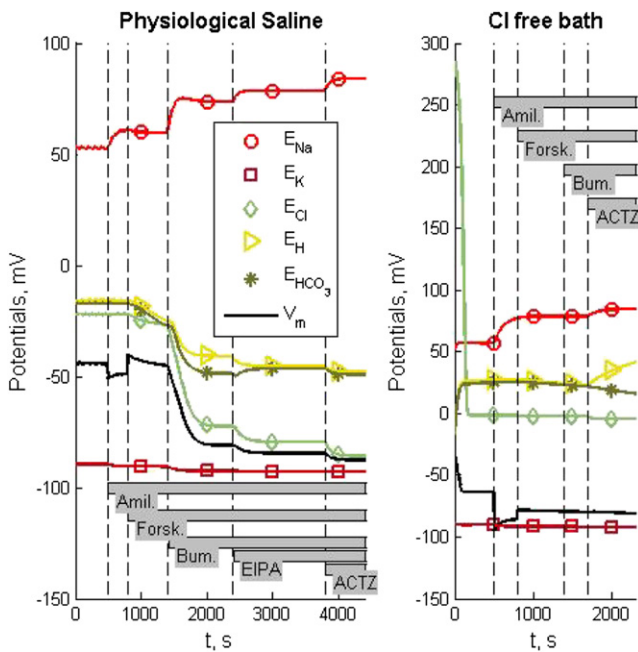 Physiological Saline
Cl free bath
Potentials, mV
100
50
0
-50
-100
-150
E_Na
E_K
E_Cl
E_H
E_HCO3
V_m
Amil.
Forsk.
Bum.
EIPA
ACTZ
0 1000 2000 3000 4000
t, s
Potentials, mV
300
250
200
150
100
50
0
-50
-100
-150
Amil.
Forsk.
Bum.
ACTZ
0 1000 2000
t, s